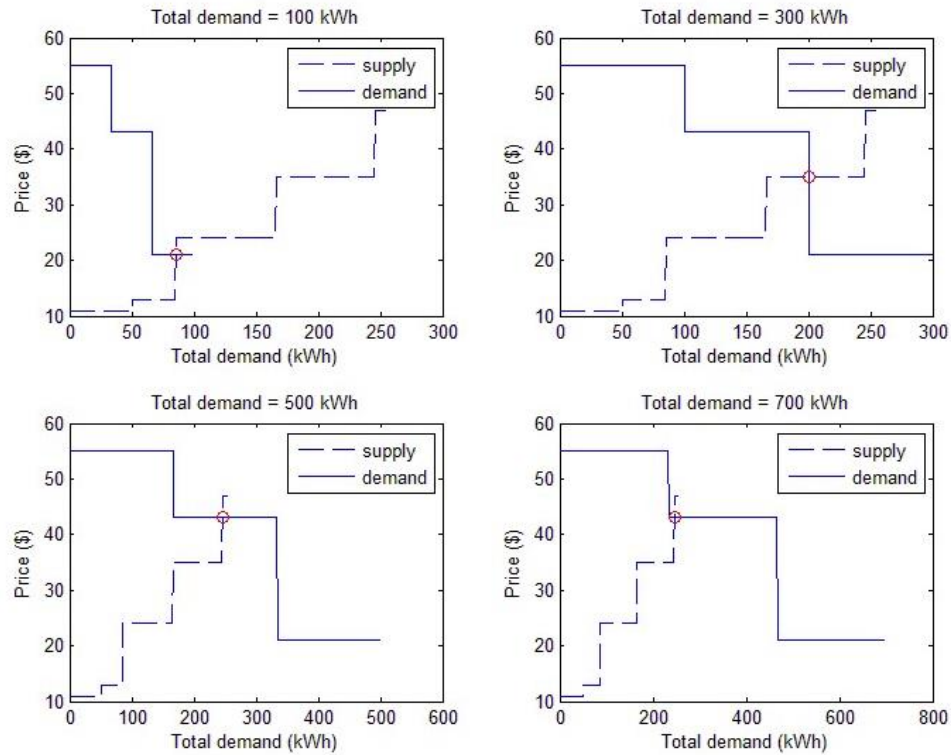 Total demand = 100 kWh
60
50
40
30
20
10
Price ($)
supply
demand
0 50 100 150 200 250 300
Total demand (kWh)
Total demand = 300 kWh
60
50
40
30
20
10
Price ($)
supply
demand
0 50 100 150 200 250 300
Total demand (kWh)
Total demand = 500 kWh
60
50
40
30
20
10
Price ($)
supply
demand
0 100 200 300 400 500 600
Total demand (kWh)
Total demand = 700 kWh
60
50
40
30
20
10
Price ($)
supply
demand
0 200 400 600 800
Total demand (kWh)